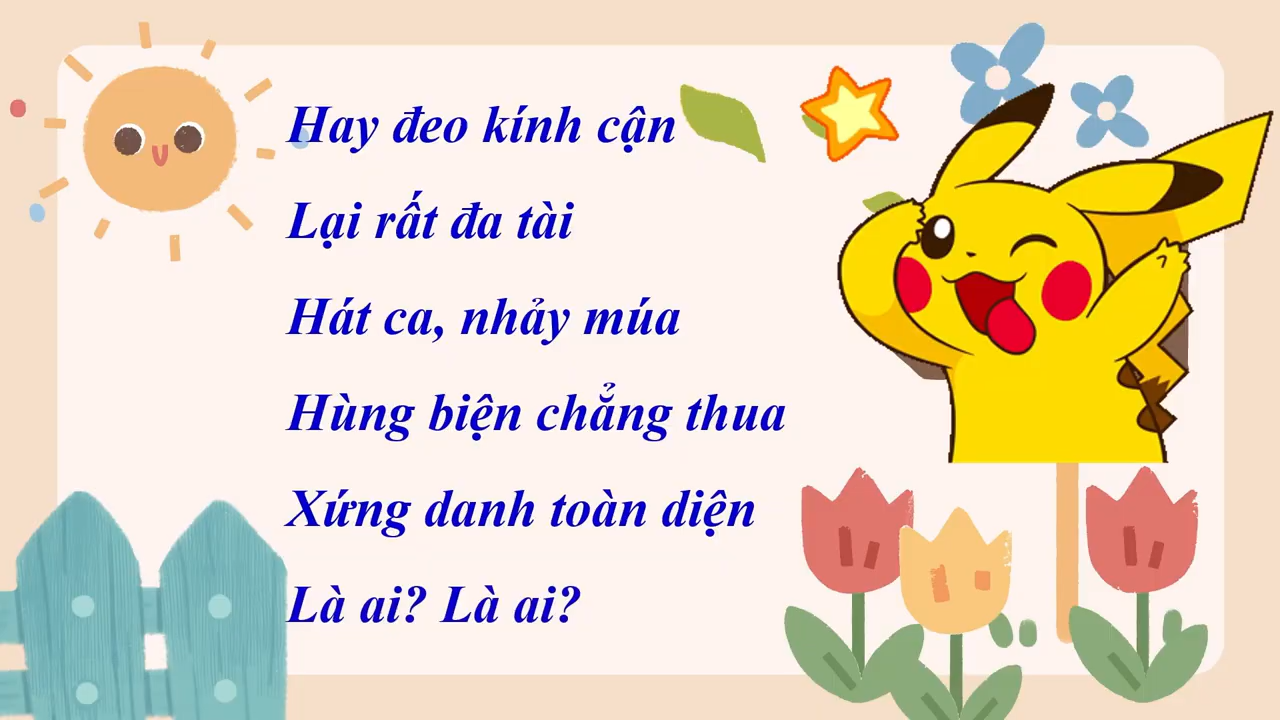 Hay đeo kính cận
Lại rất đa tài
Hát ca, nhảy múa
Hùng biện chẳng thua
Xứng danh toàn diện
Là ai? Là ai?